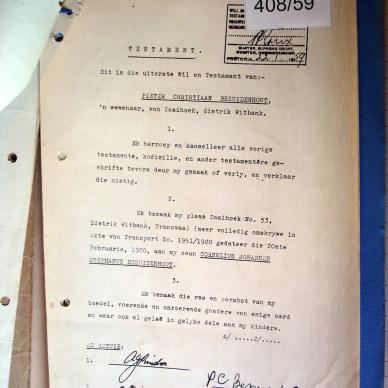 408/59
MASTER, SUPREME COURT
PRETORIA
TESTAMENT.
Dit is die uiterste Wil en Testament van:-
PIETER CHRISTIAAN BEZUIDENHOUT,
'n wewenaar, van Zaaihoek, distrik Witbank.
1.
Ek herroep en kanselleer alle vorige
testamente, kodisille, en ander testamentêre ge-
skrifte tevore deur my gemaak of verly, en verklaar
die nietig.
2.
Ek bemaak my plaas Zaaihoek No. 53,
Distrik Witbank, Transvaal (meer volledig omskrywe in
Akte van Transport No. 1951/1920 gedateer die 20ste
Februarie, 1920, aan my seun CORNELIUS JOHANNES
STEPHANUS BEZUIDENHOUT.
3.
Ek bemaak die res en oorskot van my
boedel, roerende en onroerende goedere van enige aard
en waar ook al geleë in gelyke dele aan my kinders.
4/ .....2/.....
AS GETUIE:
1.
2.
P.C. Bezuidenhout